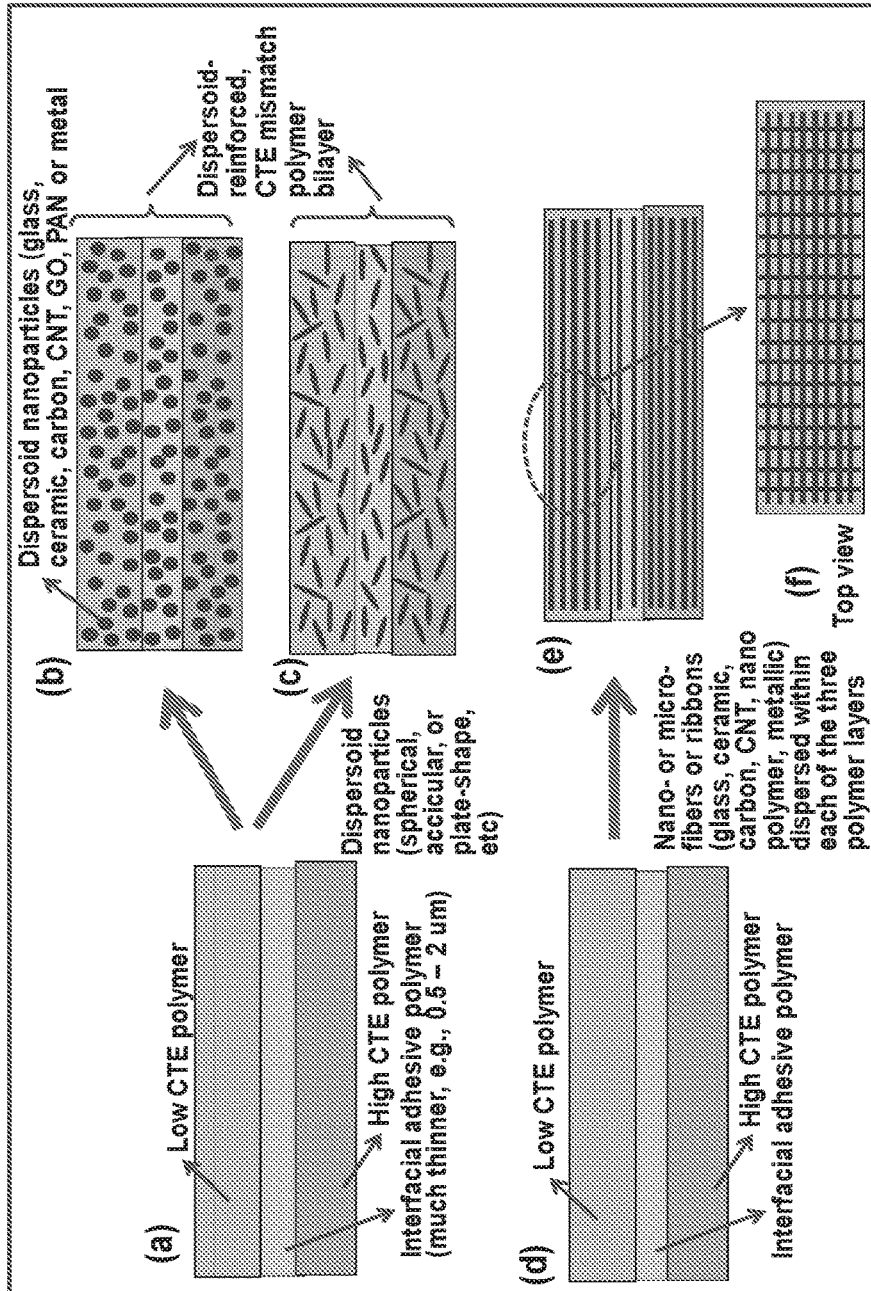 (a)
Low CTE polymer
High CTE polymer
Interfacial adhesive polymer
(much thinner, e.g., 0.5 – 2 um)
Dispersoid
nanoparticles
(spherical,
accicular, or
plate-shape,
etc)
(b)
Dispersoid nanoparticles (glass,
ceramic, carbon, CNT, GO, PAN or metal
(c)
Dispersoid-
reinforced,
CTE mismatch
polymer
bilayer
(d)
Low CTE polymer
High CTE polymer
Interfacial adhesive polymer
Nano- or micro-
fibers or ribbons
(glass, ceramic,
carbon, CNT, nano
polymer, metallic)
dispersed within
each of the three
polymer layers
(e)
(f)
Top view